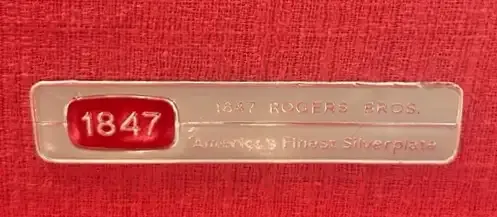 1847
1847 ROGERS BROS.
America's Finest Silverplate